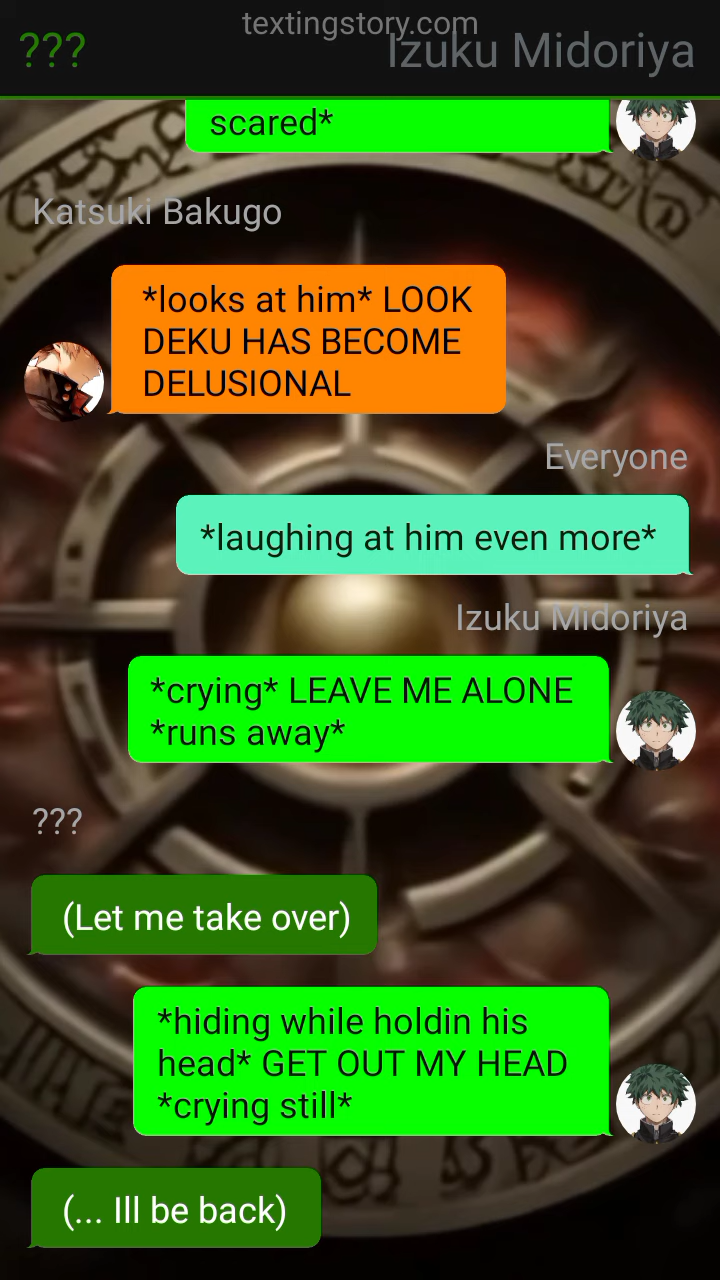 textingstory.com
???
Izuku Midoriya
scared*
Katsuki Bakugo
*looks at him* LOOK
DEKU HAS BECOME
DELUSIONAL
Everyone
*laughing at him even more*
Izuku Midoriya
*crying* LEAVE ME ALONE
*runs away*
???
(Let me take over)
*hiding while holdin his
head* GET OUT MY HEAD
*crying still*
(... Ill be back)